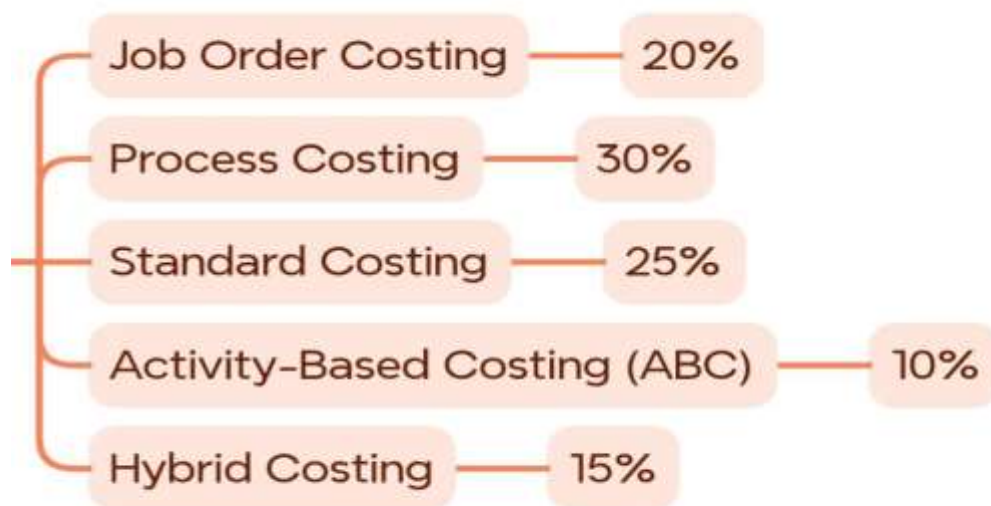 Job Order Costing 20%
Process Costing 30%
Standard Costing 25%
Activity-Based Costing (ABC) 10%
Hybrid Costing 15%